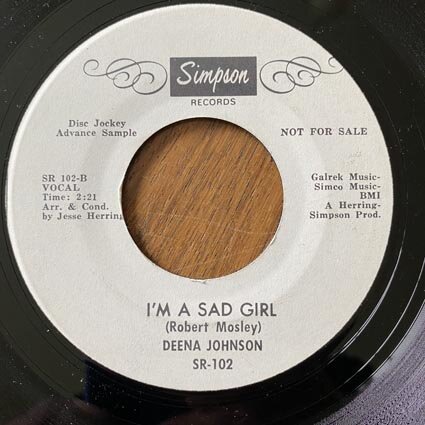 Simpson
RECORDS
Disc Jockey
Advance Sample
NOT FOR SALE
SR 102-B
VOCAL
Time: 2:21
Arr. & Cond.
by Jesse Herring
Galrek Music-
Simco Music-
BMI
A Herring-
Simpson Prod.
I'M A SAD GIRL
(Robert Mosley)
DEENA JOHNSON
SR-102